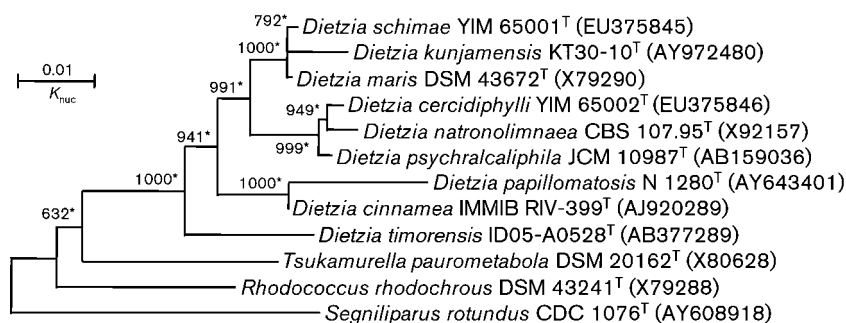 792*
Dietzia schimae YIM 65001ᵀ (EU375845)
1000*
Dietzia kunjamensis KT30-10ᵀ (AY972480)
0.01
Dietzia maris DSM 43672ᵀ (X79290)
Knuc
991*
949*
Dietzia cercidiphylli YIM 65002ᵀ (EU375846)
Dietzia natronolimnaea CBS 107.95ᵀ (X92157)
941*
999*
Dietzia psychralcaliphila JCM 10987ᵀ (AB159036)
1000*
1000*
Dietzia papillomatosis N 1280ᵀ (AY643401)
Dietzia cinnamea IMMIB RIV-399ᵀ (AJ920289)
632*
Dietzia timorensis ID05-A0528ᵀ (AB377289)
Tsukamurella paurometabola DSM 20162ᵀ (X80628)
Rhodococcus rhodochrous DSM 43241ᵀ (X79288)
Segniliparus rotundus CDC 1076ᵀ (AY608918)